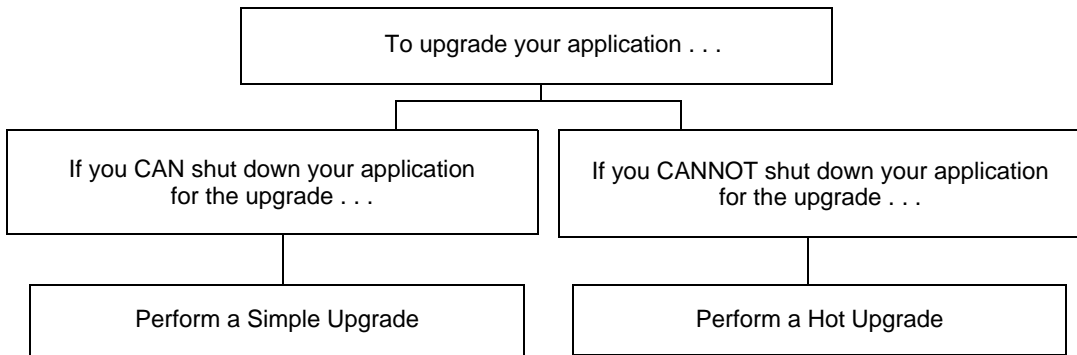 To upgrade your application . . .
If you CAN shut down your application
for the upgrade . . .
If you CANNOT shut down your application
for the upgrade . . .
Perform a Simple Upgrade
Perform a Hot Upgrade